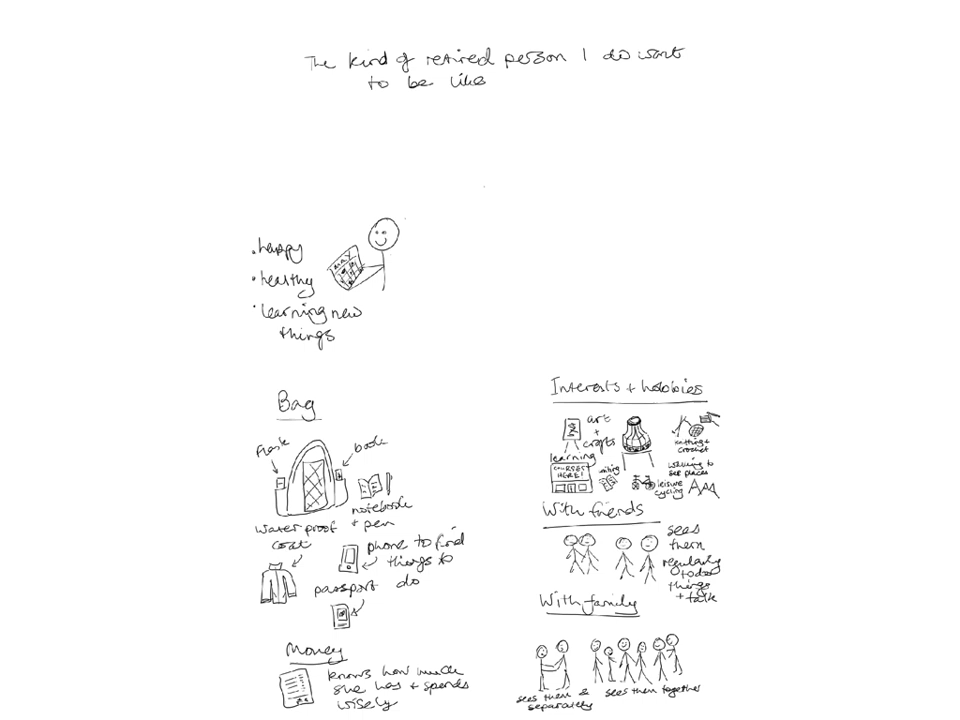 The kind of retired person I do want
to be like
• happy
• healthy
• learning new
things
MAY
Bag
Flask
book
notebook
+ pen
waterproof
coat
phone to find
things to
do
passport
Money
knows how much
she has + spends
wisely
Interests + hobbies
art
+
crafts
knitting +
crochet
learning
COURSES
HERE!
writing
walking to
see places
leisure
cycling
With friends
sees
them
regularly
to do
things
+ talk
With family
sees them &
separately
sees them together